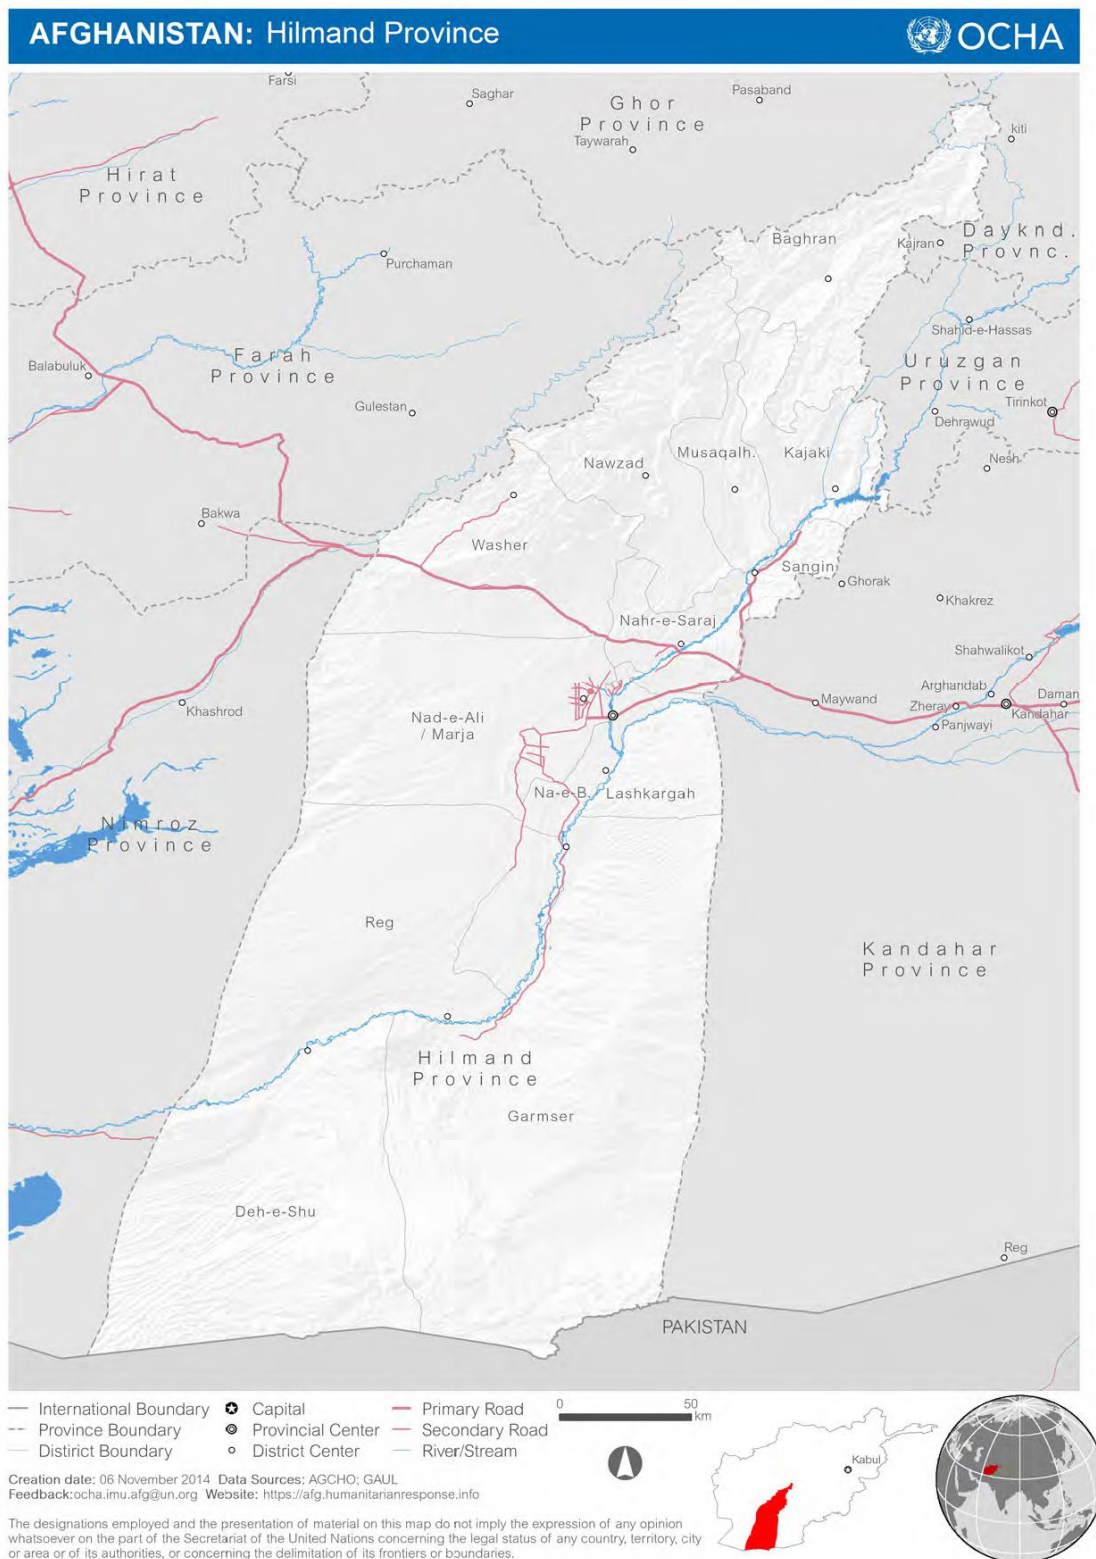 AFGHANISTAN: Hilmand Province
OCHA
Farsi
Saghar
Pasaband
Ghor
Province
Taywarah
kiti
Hirat
Province
Baghran
Kajran
Dayknd.
Provnc.
Purchaman
Shahid-e-Hassas
Farah
Province
Balabuluk
Uruzgan
Province
Tirinkot
Gulestan
Dehrawud
Nawzad
Musaqalh.
Kajaki
Nesh
Bakwa
Washer
Sangin
Ghorak
Khakrez
Nahr-e-Saraj
Shahwalikot
Khashrod
Nad-e-Ali
/ Marja
Maywand
Arghandab
Zheray
Daman
Kandahar
Panjwayi
Na-e-B.
Lashkargah
Nimroz
Province
Reg
Kandahar
Province
Hilmand
Province
Garmser
Deh-e-Shu
Reg
PAKISTAN
International Boundary
Capital
Primary Road
0
50
km
Province Boundary
Provincial Center
Secondary Road
District Boundary
District Center
River/Stream
Kabul
Creation date: 06 November 2014 Data Sources: AGCHO; GAUL
Feedback:ocha.imu.afg@un.org Website: https://afg.humanitarianresponse.info
The designations employed and the presentation of material on this map do not imply the expression of any opinion
whatsoever on the part of the Secretariat of the United Nations concerning the legal status of any country, territory, city
or area or of its authorities, or concerning the delimitation of its frontiers or boundaries.